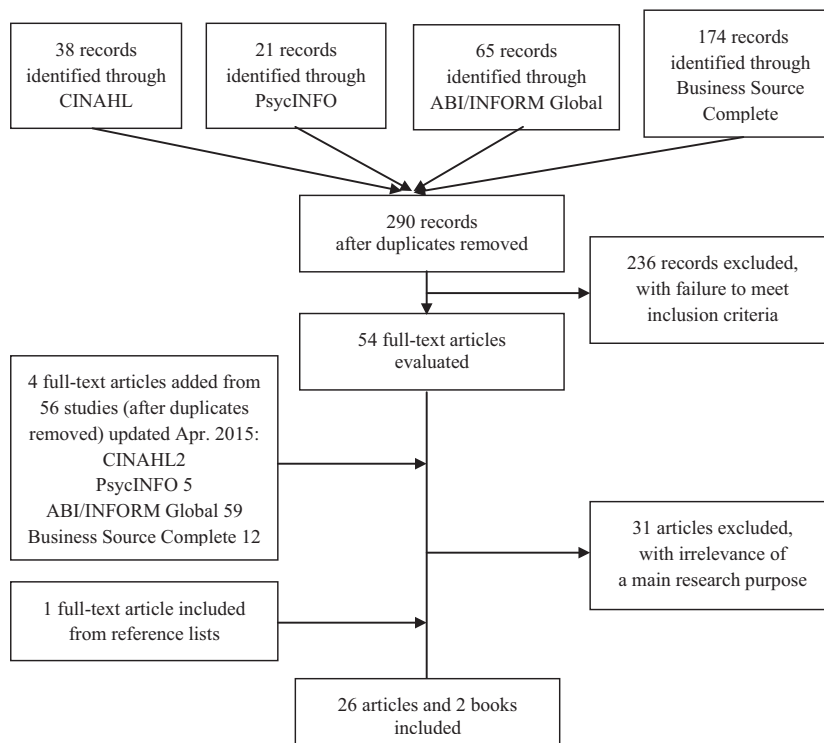 38 records
identified through
CINAHL
21 records
identified through
PsycINFO
65 records
identified through
ABI/INFORM Global
174 records
identified through
Business Source
Complete
290 records
after duplicates removed
236 records excluded,
with failure to meet
inclusion criteria
54 full-text articles
evaluated
4 full-text articles added from
56 studies (after duplicates
removed) updated Apr. 2015:
CINAHL2
PsycINFO 5
ABI/INFORM Global 59
Business Source Complete 12
31 articles excluded,
with irrelevance of
a main research purpose
1 full-text article included
from reference lists
26 articles and 2 books
included